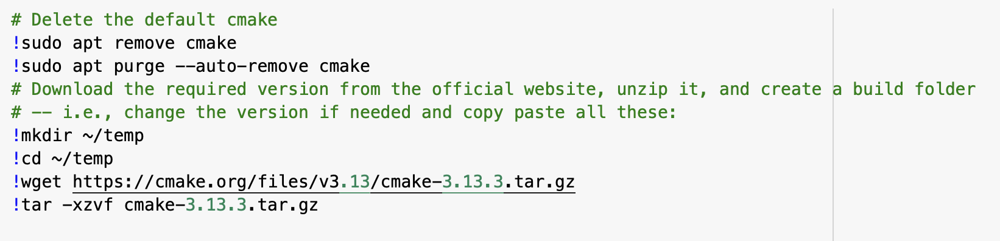 # Delete the default cmake
!sudo apt remove cmake
!sudo apt purge --auto-remove cmake
# Download the required version from the official website, unzip it, and create a build folder
# -- i.e., change the version if needed and copy paste all these:
!mkdir ~/temp
!cd ~/temp
!wget https://cmake.org/files/v3.13/cmake-3.13.3.tar.gz
!tar -xzvf cmake-3.13.3.tar.gz